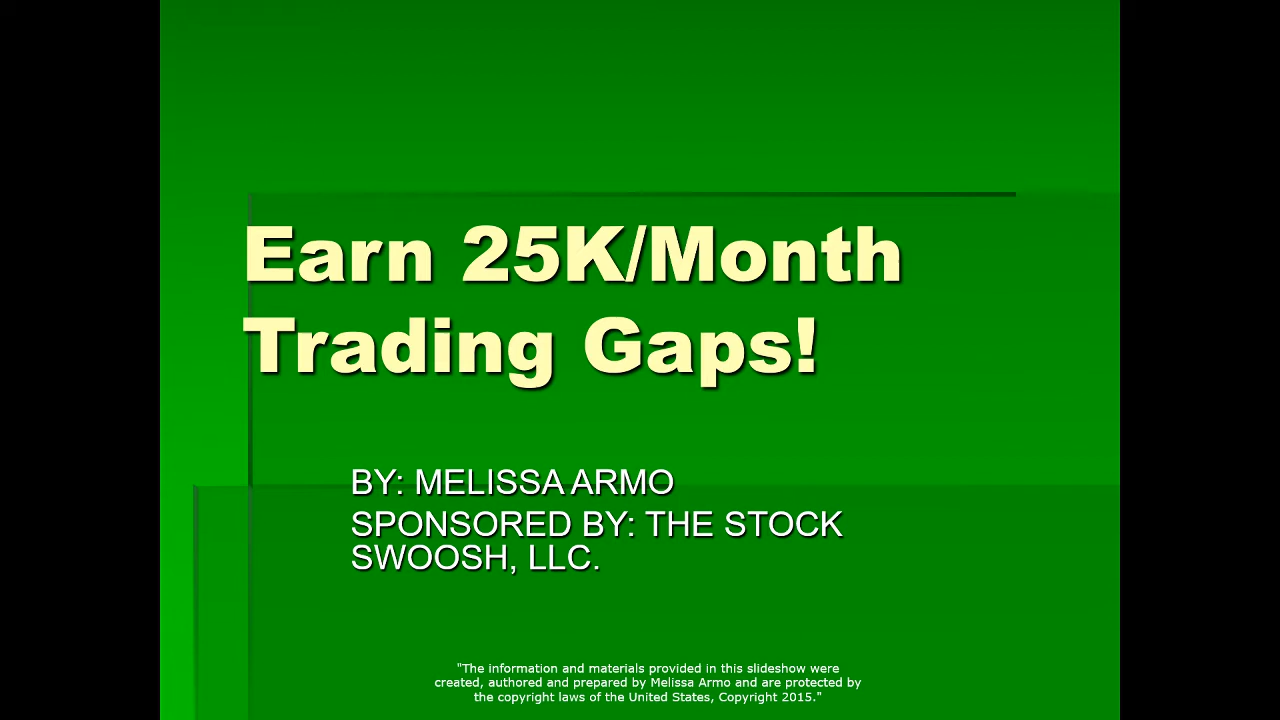 Earn 25K/Month
Trading Gaps!
BY: MELISSA ARMO
SPONSORED BY: THE STOCK
SWOOSH, LLC.
"The information and materials provided in this slideshow were
created, authored and prepared by Melissa Armo and are protected by
the copyright laws of the United States, Copyright 2015."